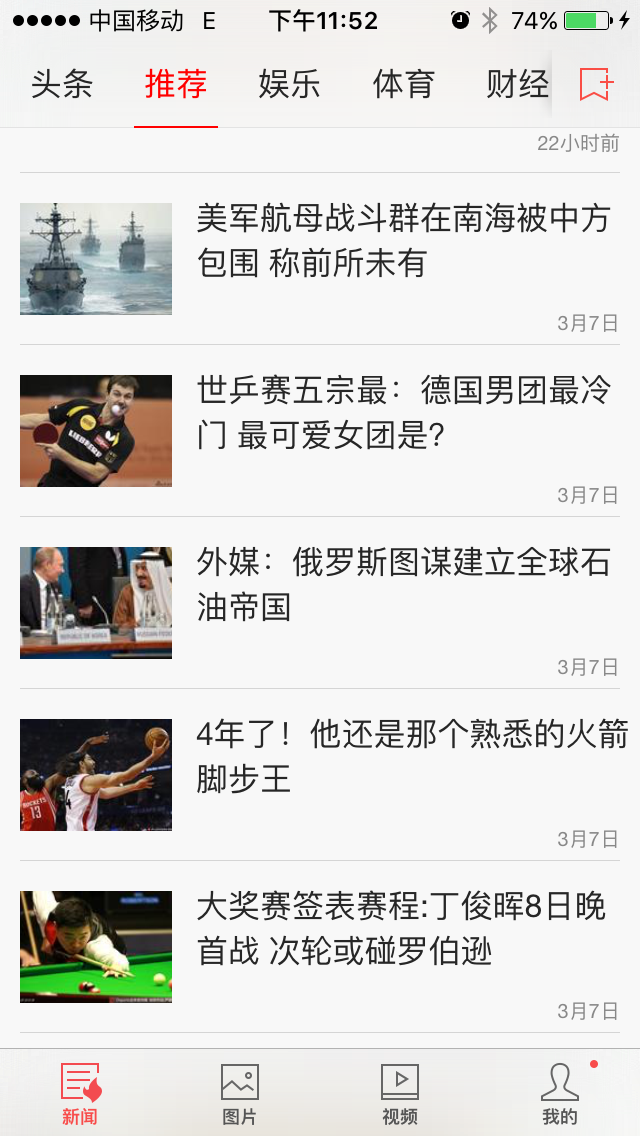 中国移动 E 下午11:52 74%
头条 推荐 娱乐 体育 财经
22小时前
美军航母战斗群在南海被中方
包围 称前所未有
3月7日
世乒赛五宗最：德国男团最冷
门 最可爱女团是？
3月7日
LIEBHERR
外媒：俄罗斯图谋建立全球石
油帝国
REPUBLIC OF KOREA
3月7日
4年了！他还是那个熟悉的火箭
脚步王
ROCKETS
13
3月7日
大奖赛签表赛程:丁俊晖8日晚
首战 次轮或碰罗伯逊
ROBERTSON
3月7日
新闻 图片 视频 我的